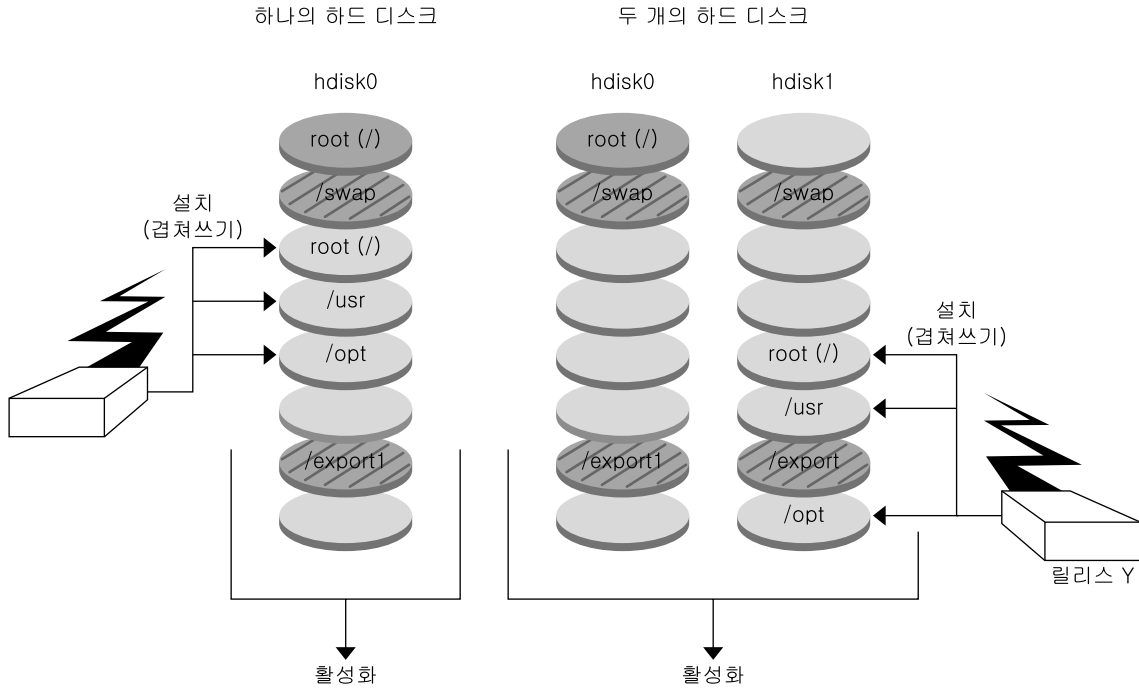 하나의 하드 디스크
두 개의 하드 디스크
hdisk0
hdisk0
hdisk1
root (/)
/swap
root (/)
/usr
/opt
/export1
설치
(겹쳐쓰기)
활성화
root (/)
/swap
/export1
/swap
root (/)
/usr
/export
/opt
설치
(겹쳐쓰기)
릴리스 Y
활성화